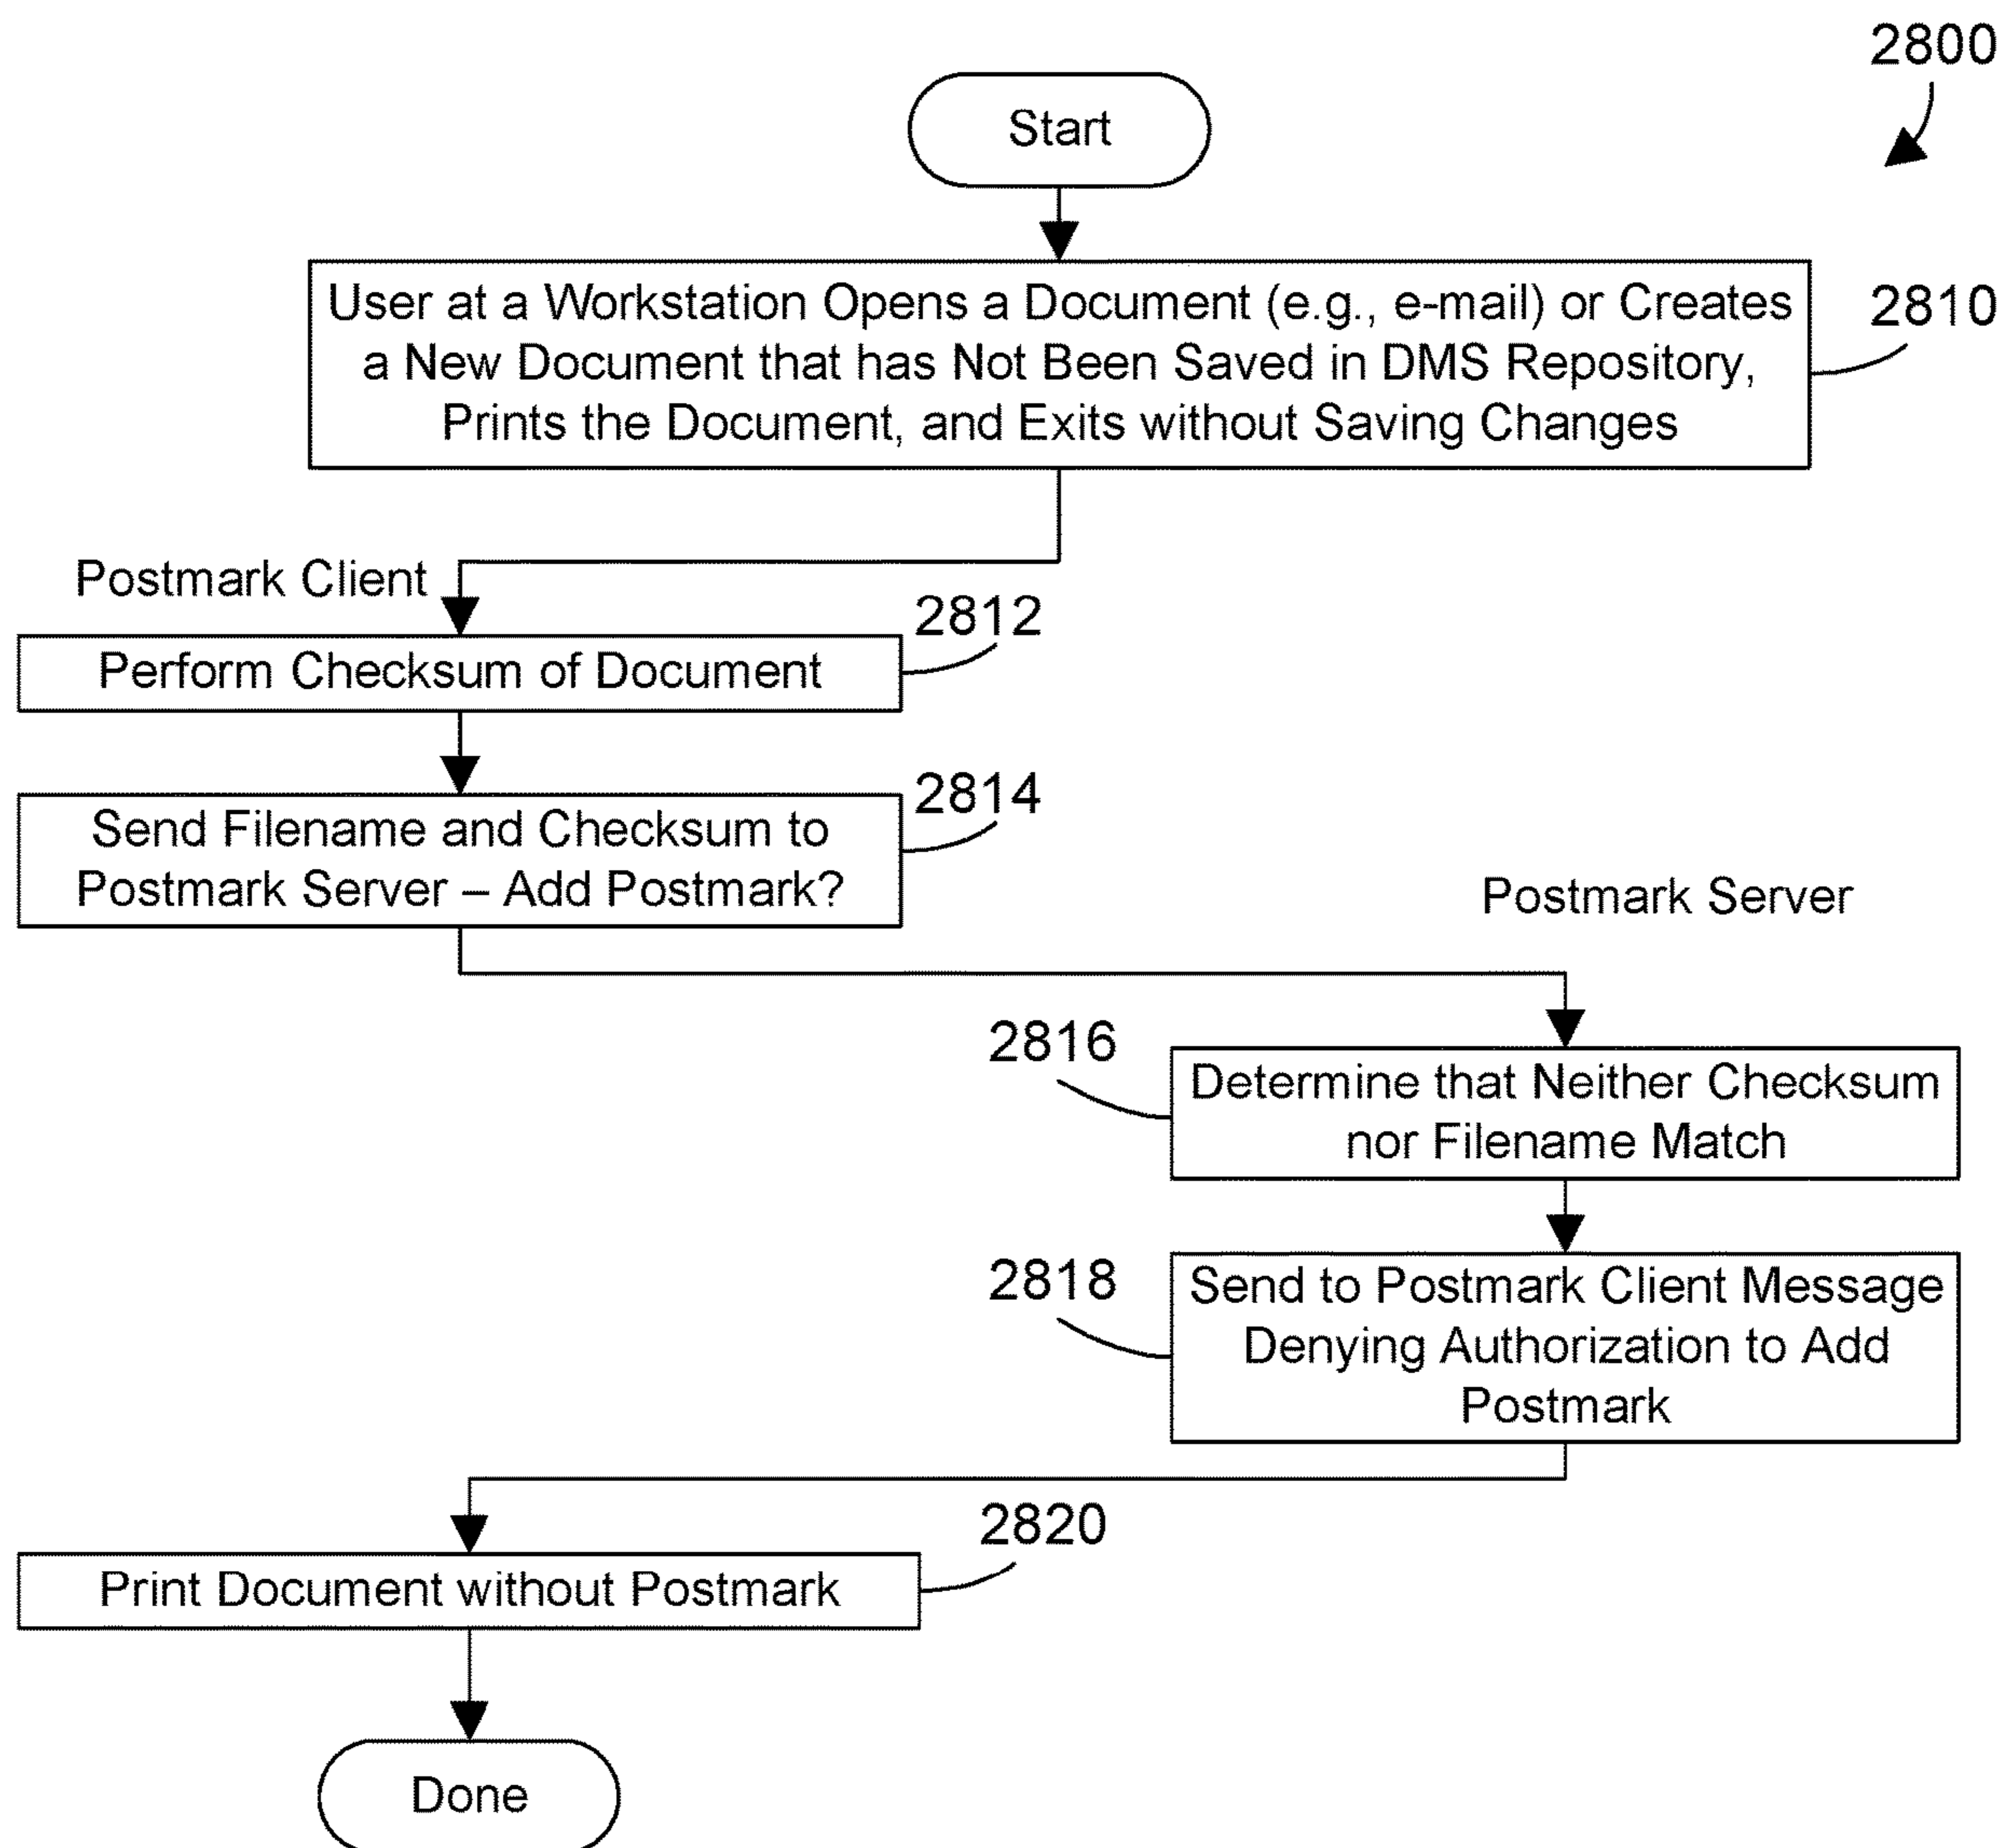 2800
Start
User at a Workstation Opens a Document (e.g., e-mail) or Creates
a New Document that has Not Been Saved in DMS Repository,
Prints the Document, and Exits without Saving Changes
2810
Postmark Client
2812
Perform Checksum of Document
2814
Send Filename and Checksum to
Postmark Server – Add Postmark?
Postmark Server
2816
Determine that Neither Checksum
nor Filename Match
2818
Send to Postmark Client Message
Denying Authorization to Add
Postmark
2820
Print Document without Postmark
Done